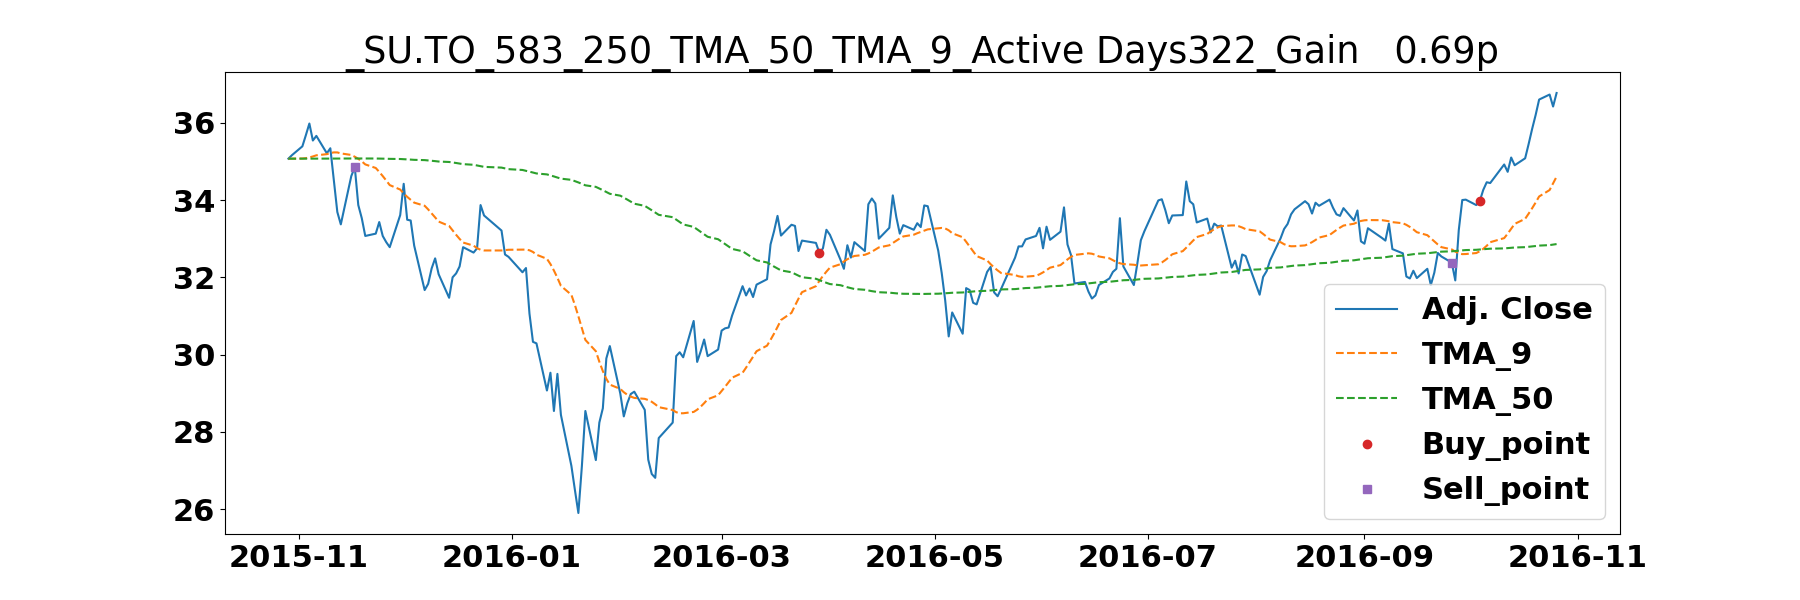 _SU.TO_583_250_TMA_50_TMA_9_Active Days322_Gain   0.69p
36
34
32
30
28
26
2015-11 2016-01 2016-03 2016-05 2016-07 2016-09 2016-11
Adj. Close
TMA_9
TMA_50
Buy_point
Sell_point